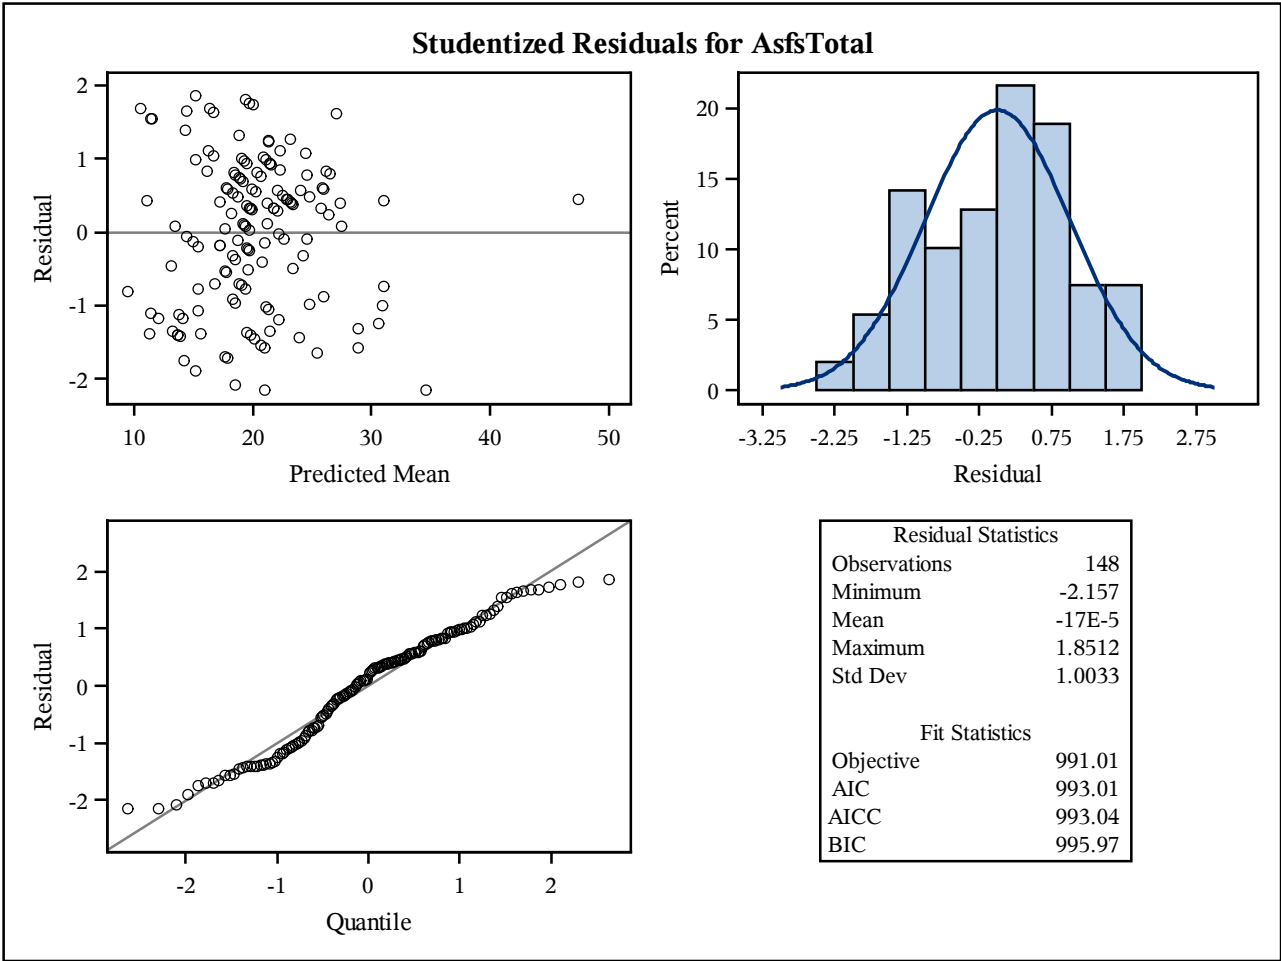 Studentized Residuals for AsfsTotal
2
1
0
-1
-2
Residual
10 20 30 40 50
Predicted Mean
20
15
10
5
0
Percent
-3.25 -2.25 -1.25 -0.25 0.75 1.75 2.75
Residual
2
1
0
-1
-2
Residual
-2 -1 0 1 2
Quantile
Residual Statistics
Observations 148
Minimum -2.157
Mean -17E-5
Maximum 1.8512
Std Dev 1.0033
Fit Statistics
Objective 991.01
AIC 993.01
AICC 993.04
BIC 995.97